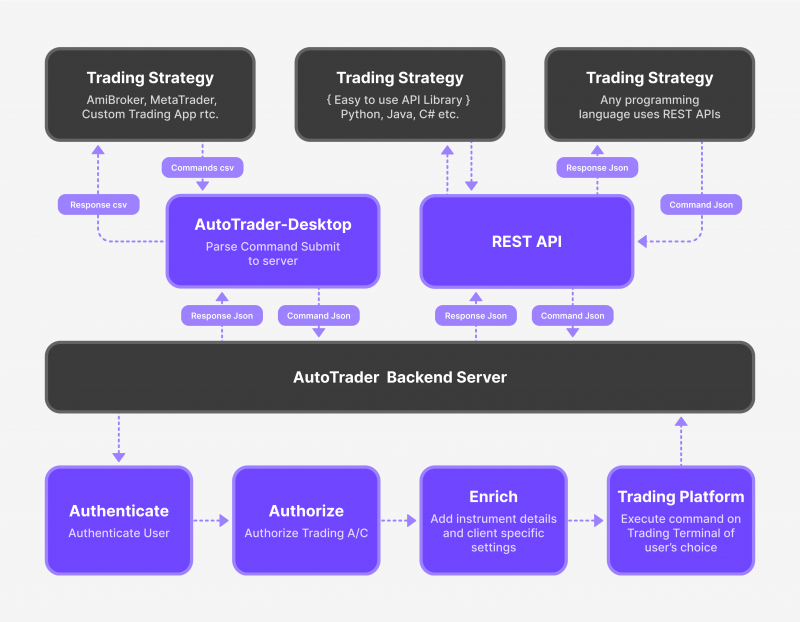 Trading Strategy
AmiBroker, MetaTrader,
Custom Trading App rtc.
Trading Strategy
{ Easy to use API Library }
Python, Java, C# etc.
Trading Strategy
Any programming
language uses REST APIs
Commands csv
Response csv
Response Json
Command Json
AutoTrader-Desktop
Parse Command Submit
to server
REST API
Response Json
Command Json
Response Json
Command Json
AutoTrader Backend Server
Authenticate
Authenticate User
Authorize
Authorize Trading A/C
Enrich
Add instrument details
and client specific
settings
Trading Platform
Execute command on
Trading Terminal of
user's choice